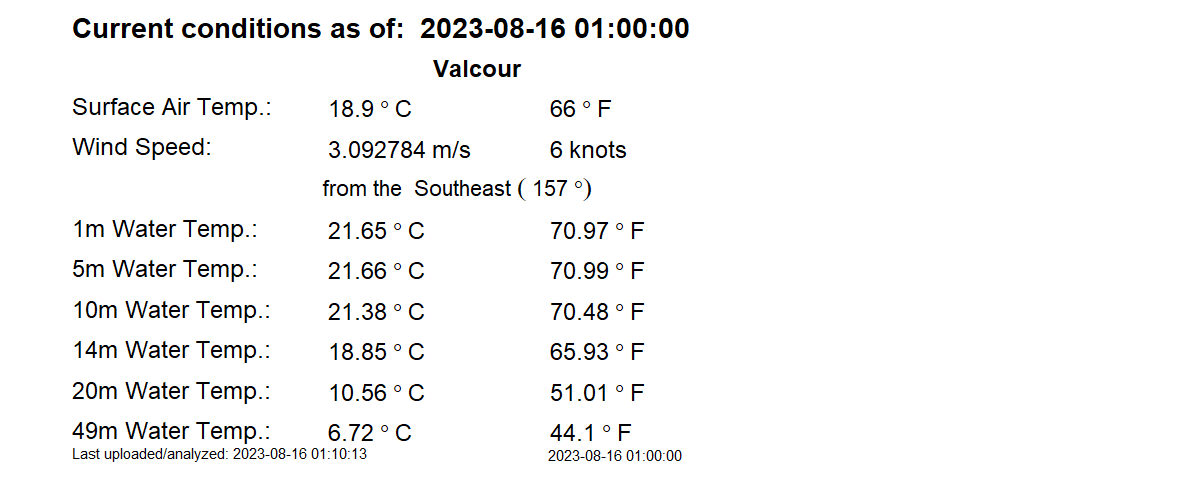 Current conditions as of: 2023-08-16 01:00:00
Valcour
Surface Air Temp.: 18.9 ° C 66 ° F
Wind Speed: 3.092784 m/s 6 knots
from the Southeast ( 157 °)
1m Water Temp.: 21.65 ° C 70.97 ° F
5m Water Temp.: 21.66 ° C 70.99 ° F
10m Water Temp.: 21.38 ° C 70.48 ° F
14m Water Temp.: 18.85 ° C 65.93 ° F
20m Water Temp.: 10.56 ° C 51.01 ° F
49m Water Temp.: 6.72 ° C 44.1 ° F
Last uploaded/analyzed: 2023-08-16 01:10:13 2023-08-16 01:00:00